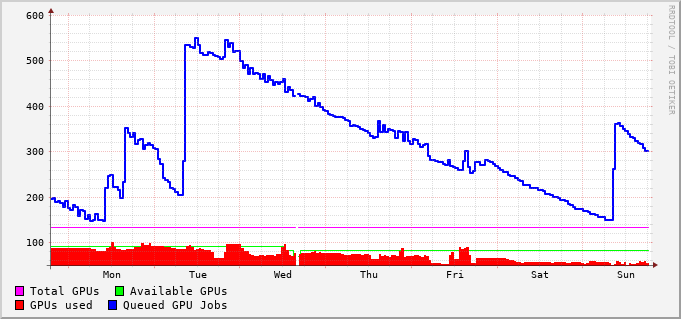 600
500
400
300
200
100
Mon Tue Wed Thu Fri Sat Sun
Total GPUs Available GPUs
GPUs used Queued GPU Jobs
RRDTOOL / TOBI OETIKER